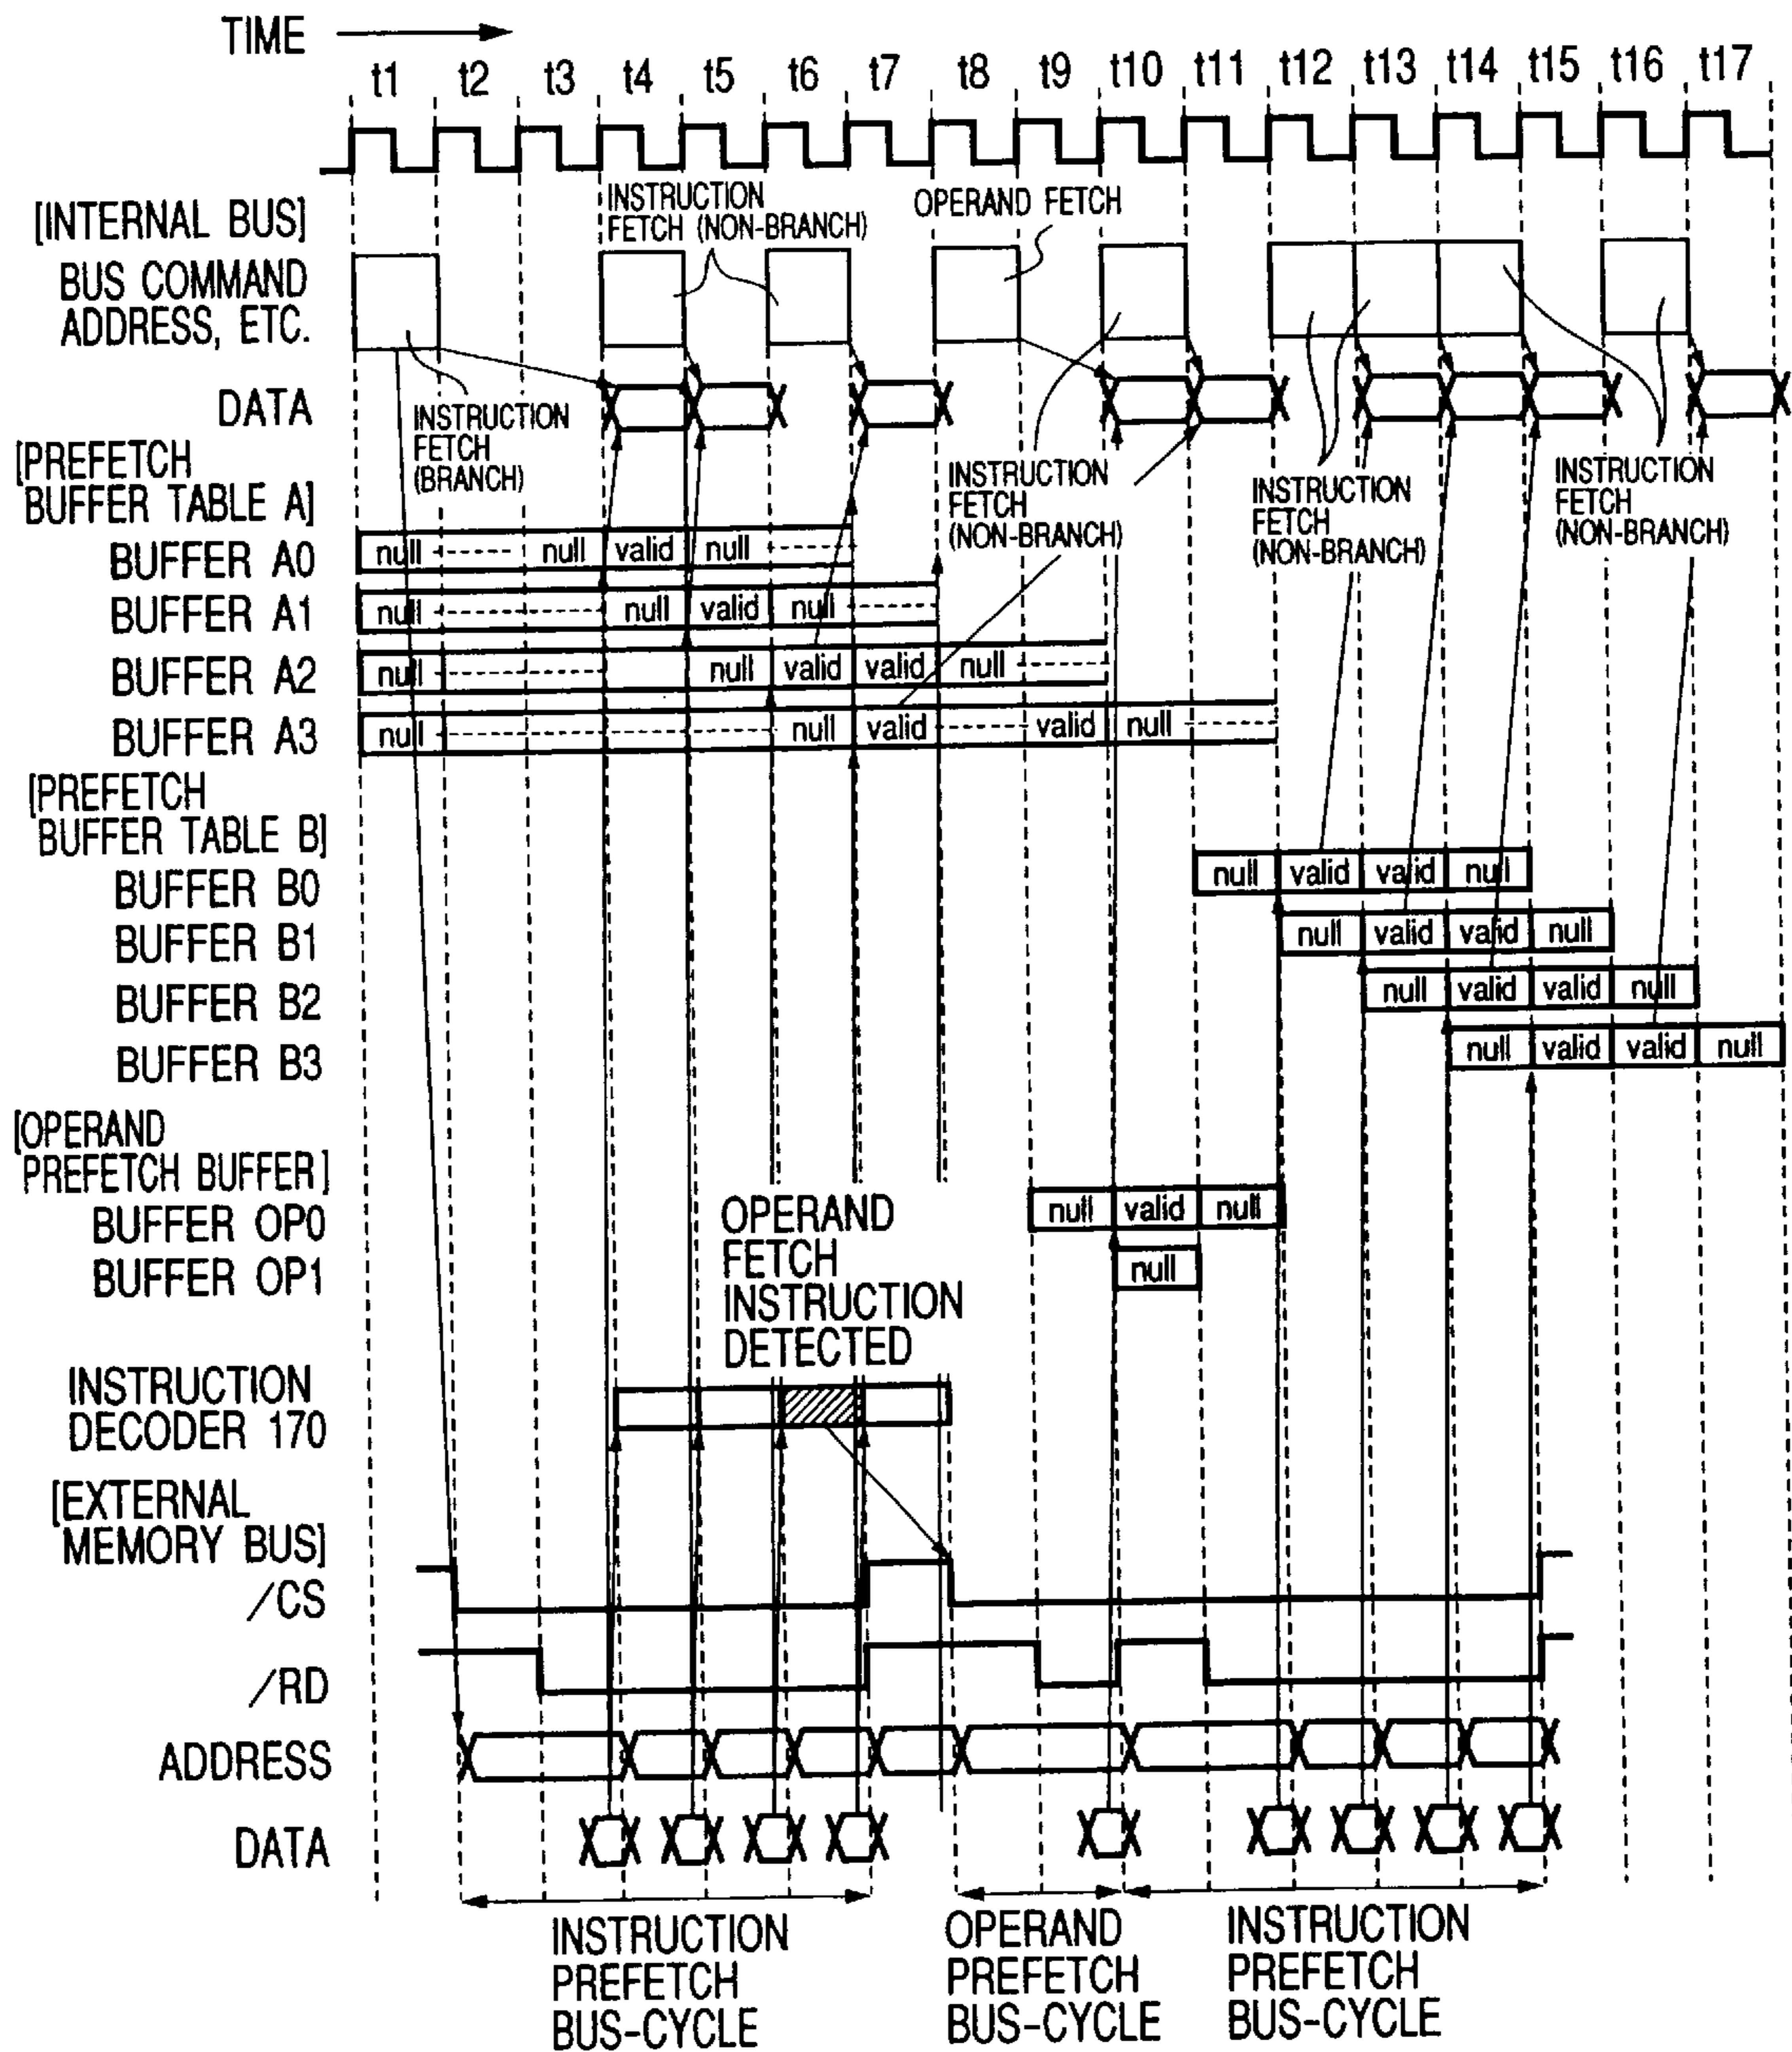 TIME
t1 t2 t3 t4 t5 t6 t7 t8 t9 t10 t11 t12 t13 t14 t15 t16 t17
[INTERNAL BUS]
BUS COMMAND
ADDRESS, ETC.
INSTRUCTION
FETCH (NON-BRANCH)
OPERAND FETCH
DATA
INSTRUCTION
FETCH
(BRANCH)
INSTRUCTION
FETCH
(NON-BRANCH)
INSTRUCTION
FETCH
(NON-BRANCH)
INSTRUCTION
FETCH
(NON-BRANCH)
[PREFETCH
BUFFER TABLE A]
BUFFER A0 null null valid null
BUFFER A1 null null valid null
BUFFER A2 null null valid valid null
BUFFER A3 null null valid valid null
[PREFETCH
BUFFER TABLE B]
BUFFER B0 null valid valid null
BUFFER B1 null valid valid null
BUFFER B2 null valid valid null
BUFFER B3 null valid valid null
[OPERAND
PREFETCH BUFFER]
BUFFER OP0 null valid null
BUFFER OP1 null
OPERAND
FETCH
INSTRUCTION
DETECTED
INSTRUCTION
DECODER 170
[EXTERNAL
MEMORY BUS]
/CS
/RD
ADDRESS
DATA
INSTRUCTION
PREFETCH
BUS-CYCLE
OPERAND
PREFETCH
BUS-CYCLE
INSTRUCTION
PREFETCH
BUS-CYCLE